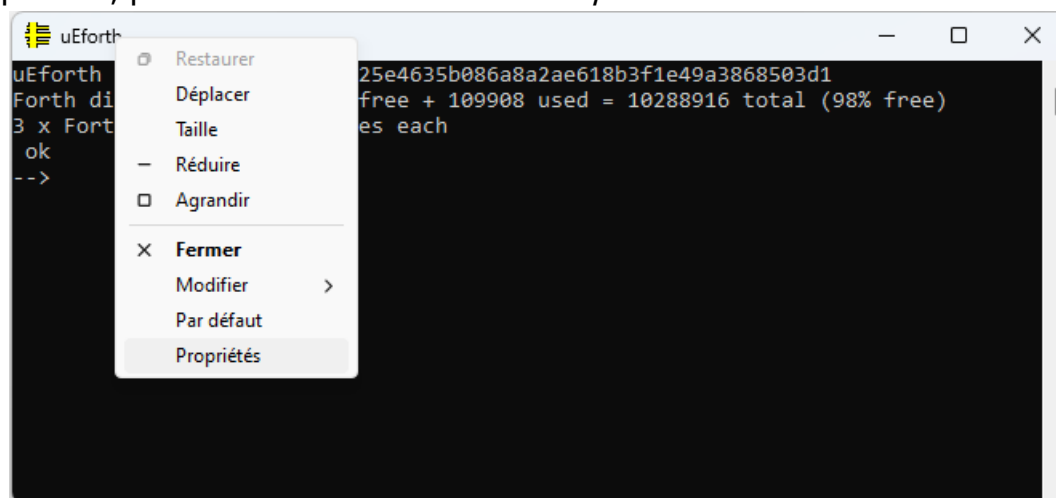 uEforth
uEforth 25e4635b086a8a2ae618b3f1e49a3868503d1
Forth di free + 109908 used = 10288916 total (98% free)
3 x Fort es each
ok
-->
Restaurer
Déplacer
Taille
Réduire
Agrandir
Fermer
Modifier
Par défaut
Propriétés